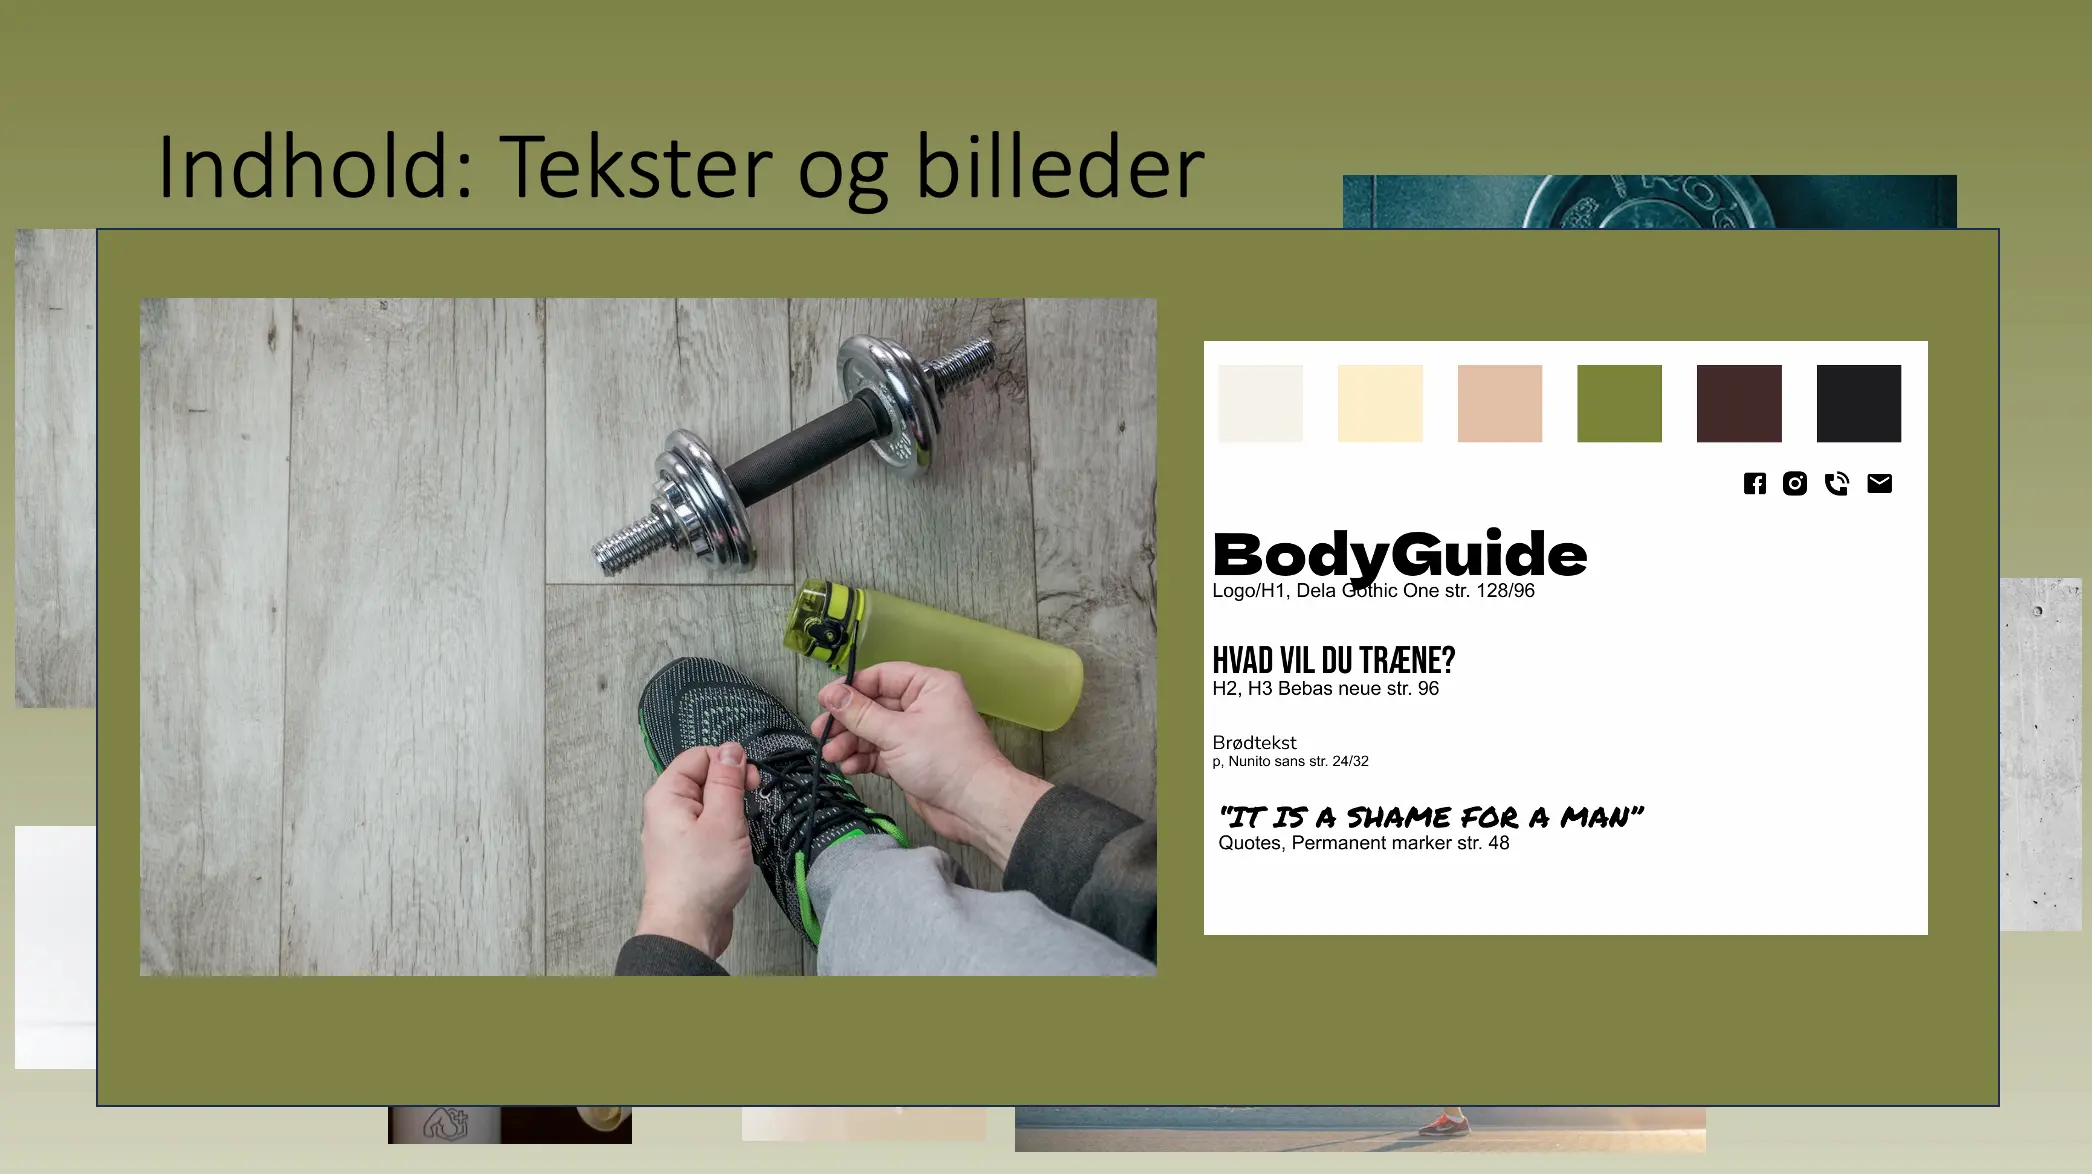 Indhold: Tekster og billeder
BodyGuide
Logo/H1, Dela Gothic One str. 128/96
HVAD VIL DU TRÆNE?
H2, H3 Bebas neue str. 96
Brødtekst
p, Nunito sans str. 24/32
"IT IS A SHAME FOR A MAN"
Quotes, Permanent marker str. 48